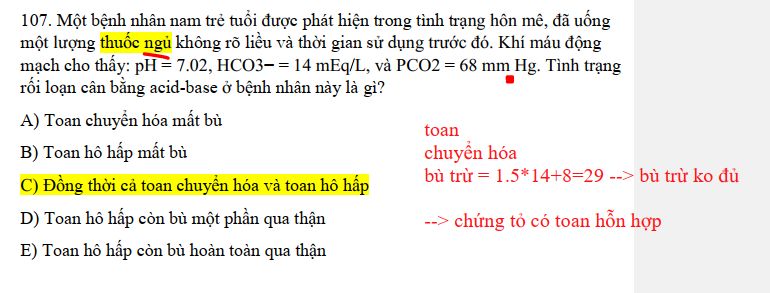 107. Một bệnh nhân nam trẻ tuổi được phát hiện trong tình trạng hôn mê, đã uống
một lượng thuốc ngủ không rõ liều và thời gian sử dụng trước đó. Khí máu động
mạch cho thấy: pH = 7.02, HCO3− = 14 mEq/L, và PCO2 = 68 mm Hg. Tình trạng
rối loạn cân bằng acid-base ở bệnh nhân này là gì?
A) Toan chuyển hóa mất bù
B) Toan hô hấp mất bù
C) Đồng thời cả toan chuyển hóa và toan hô hấp
D) Toan hô hấp còn bù một phần qua thận
E) Toan hô hấp còn bù hoàn toàn qua thận
toan
chuyển hóa
bù trừ = 1.5*14+8=29 --> bù trừ ko đủ
--> chứng tỏ có toan hỗn hợp